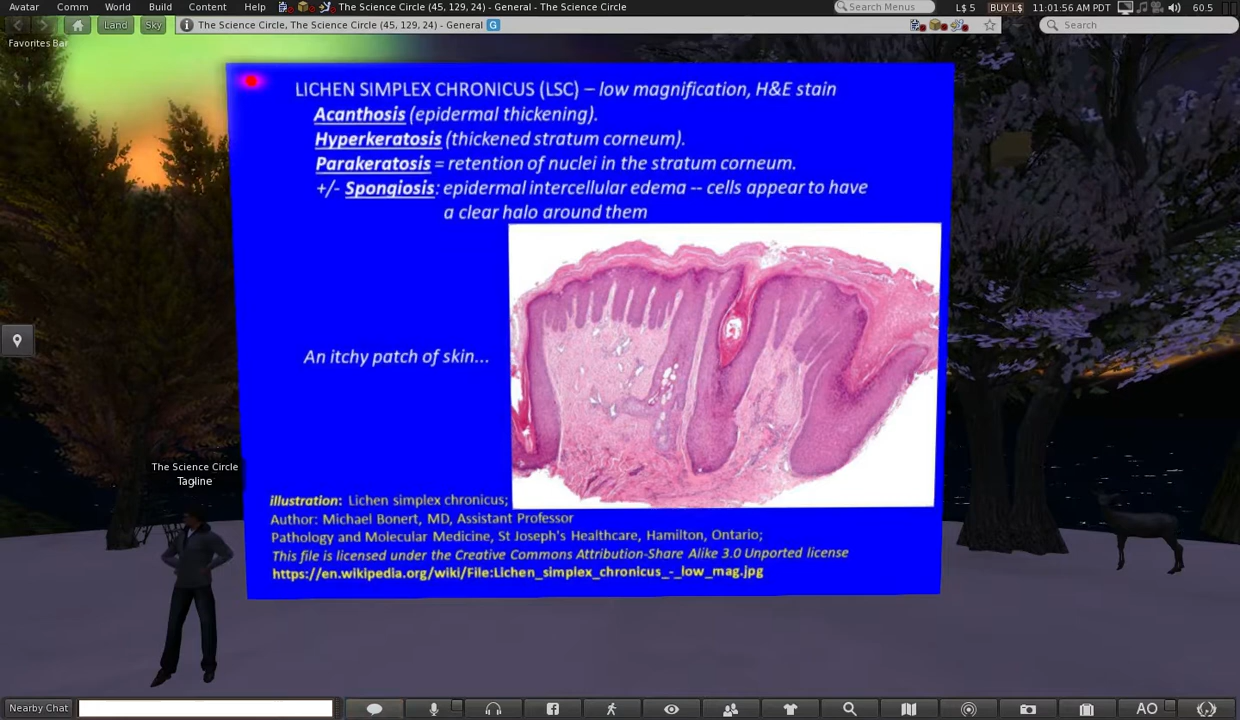 Avatar Comm World Build Content Help The Science Circle, The Science Circle (45, 129, 24) - General - The Science Circle Search Menus L$ 5 BUY L$ 11:01:56 AM PDT 60.5
Land Sky The Science Circle, The Science Circle (45, 129, 24) - General G Search
Favorites Bar
LICHEN SIMPLEX CHRONICUS (LSC) – low magnification, H&E stain
Acanthosis (epidermal thickening).
Hyperkeratosis (thickened stratum corneum).
Parakeratosis = retention of nuclei in the stratum corneum.
+/- Spongiosis: epidermal intercellular edema -- cells appear to have
a clear halo around them
An itchy patch of skin...
The Science Circle
Tagline
illustration: Lichen simplex chronicus;
Author: Michael Bonert, MD, Assistant Professor
Pathology and Molecular Medicine, St Joseph's Healthcare, Hamilton, Ontario;
This file is licensed under the Creative Commons Attribution-Share Alike 3.0 Unported license
https://en.wikipedia.org/wiki/File:Lichen_simplex_chronicus_-_low_mag.jpg
Nearby Chat AO